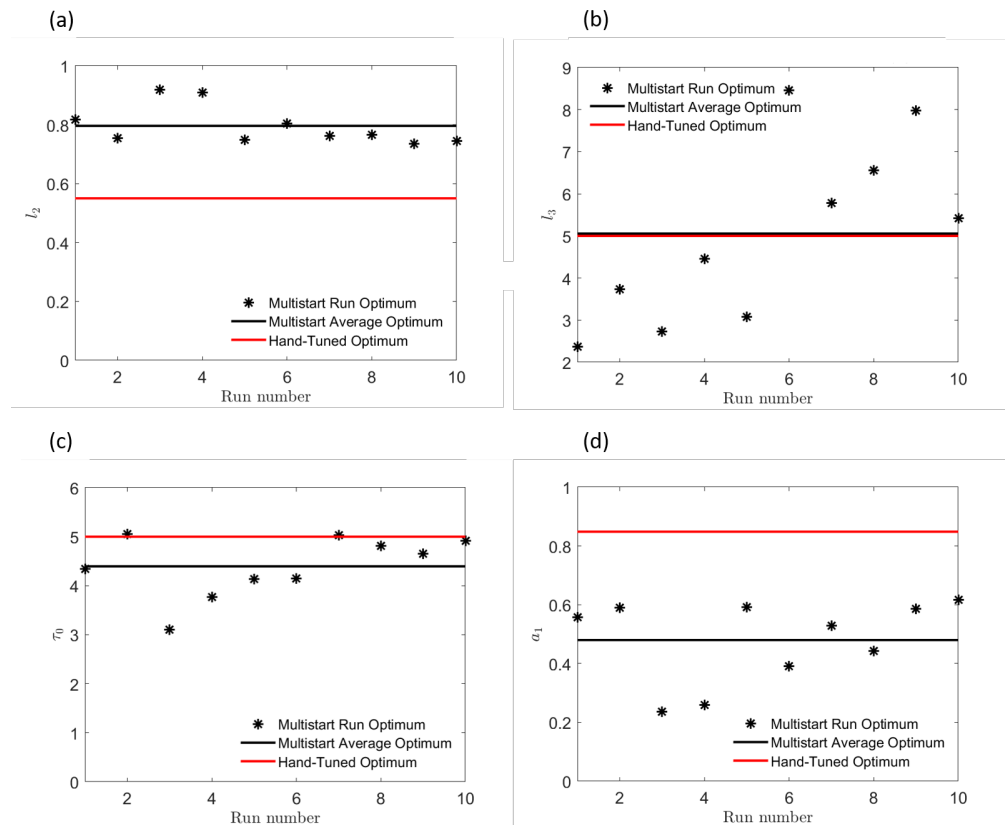 (a)
1
0.8
0.6
0.4
0.2
0
l₂
2 4 6 8 10
Run number
Multistart Run Optimum
Multistart Average Optimum
Hand-Tuned Optimum
(b)
9
8
7
6
5
4
3
2
l₃
2 4 6 8 10
Run number
Multistart Run Optimum
Multistart Average Optimum
Hand-Tuned Optimum
(c)
6
5
4
3
2
1
0
τ₀
2 4 6 8 10
Run number
Multistart Run Optimum
Multistart Average Optimum
Hand-Tuned Optimum
(d)
1
0.8
0.6
0.4
0.2
0
a₁
2 4 6 8 10
Run number
Multistart Run Optimum
Multistart Average Optimum
Hand-Tuned Optimum